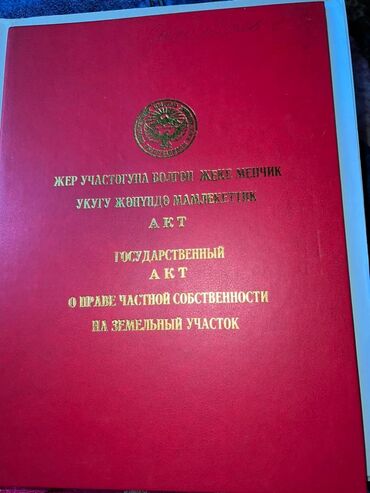 ЖЕР УЧАСТОГУНА БОЛГОН ЖЕКЕ МЕНЧИК
УКУГУ ЖӨНҮНДӨ МАМЛЕКЕТТИК
АКТ
ГОСУДАРСТВЕННЫЙ
АКТ
О ПРАВЕ ЧАСТНОЙ СОБСТВЕННОСТИ
НА ЗЕМЕЛЬНЫЙ УЧАСТОК